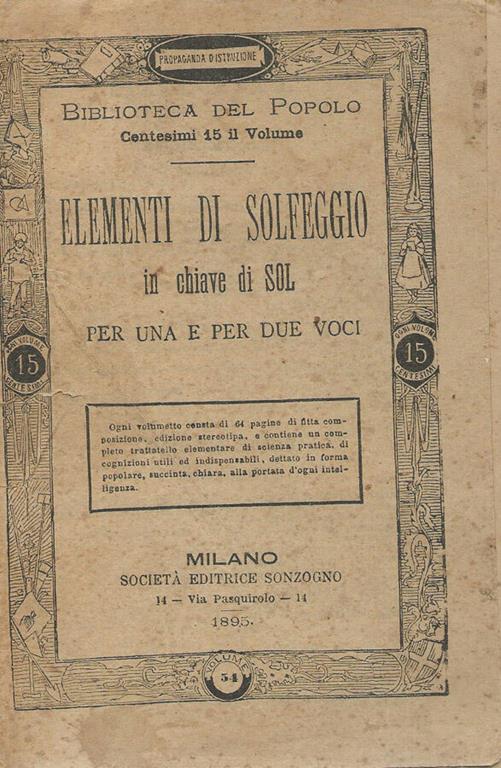 PROPAGANDA D'ISTRUZIONE
BIBLIOTECA DEL POPOLO
Centesimi 15 il Volume
ELEMENTI DI SOLFEGGIO
in chiave di SOL
PER UNA E PER DUE VOCI
OGNI VOLUME
15
CENTESIMI
OGNI VOLUME
15
CENTESIMI
Ogni volumetto consta di 64 pagine di fitta com-
posizione, edizione stereotipa, e contiene un com-
pleto trattatello elementare di scienza pratica, di
cognizioni utili ed indispensabili, dettato in forma
popolare, succinta, chiara, alla portata d'ogni intel-
ligenza.
MILANO
SOCIETÀ EDITRICE SONZOGNO
14 — Via Pasquirolo — 14
1895.
VOLUME
54